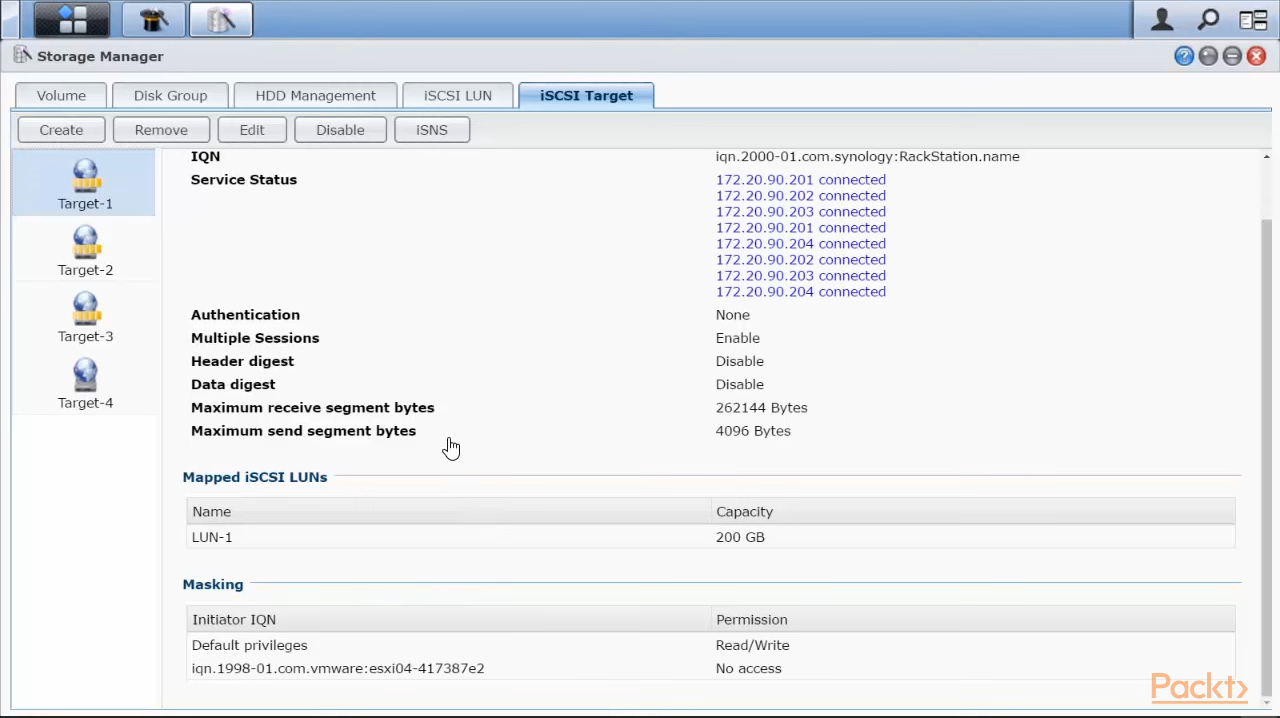 Storage Manager
Volume Disk Group HDD Management iSCSI LUN iSCSI Target
Create Remove Edit Disable iSNS
Target-1
Target-2
Target-3
Target-4
IQN iqn.2000-01.com.synology:RackStation.name
Service Status 172.20.90.201 connected
172.20.90.202 connected
172.20.90.203 connected
172.20.90.201 connected
172.20.90.204 connected
172.20.90.202 connected
172.20.90.203 connected
172.20.90.204 connected
Authentication None
Multiple Sessions Enable
Header digest Disable
Data digest Disable
Maximum receive segment bytes 262144 Bytes
Maximum send segment bytes 4096 Bytes
Mapped iSCSI LUNs
Name Capacity
LUN-1 200 GB
Masking
Initiator IQN Permission
Default privileges Read/Write
iqn.1998-01.com.vmware:esxi04-417387e2 No access
Packt>